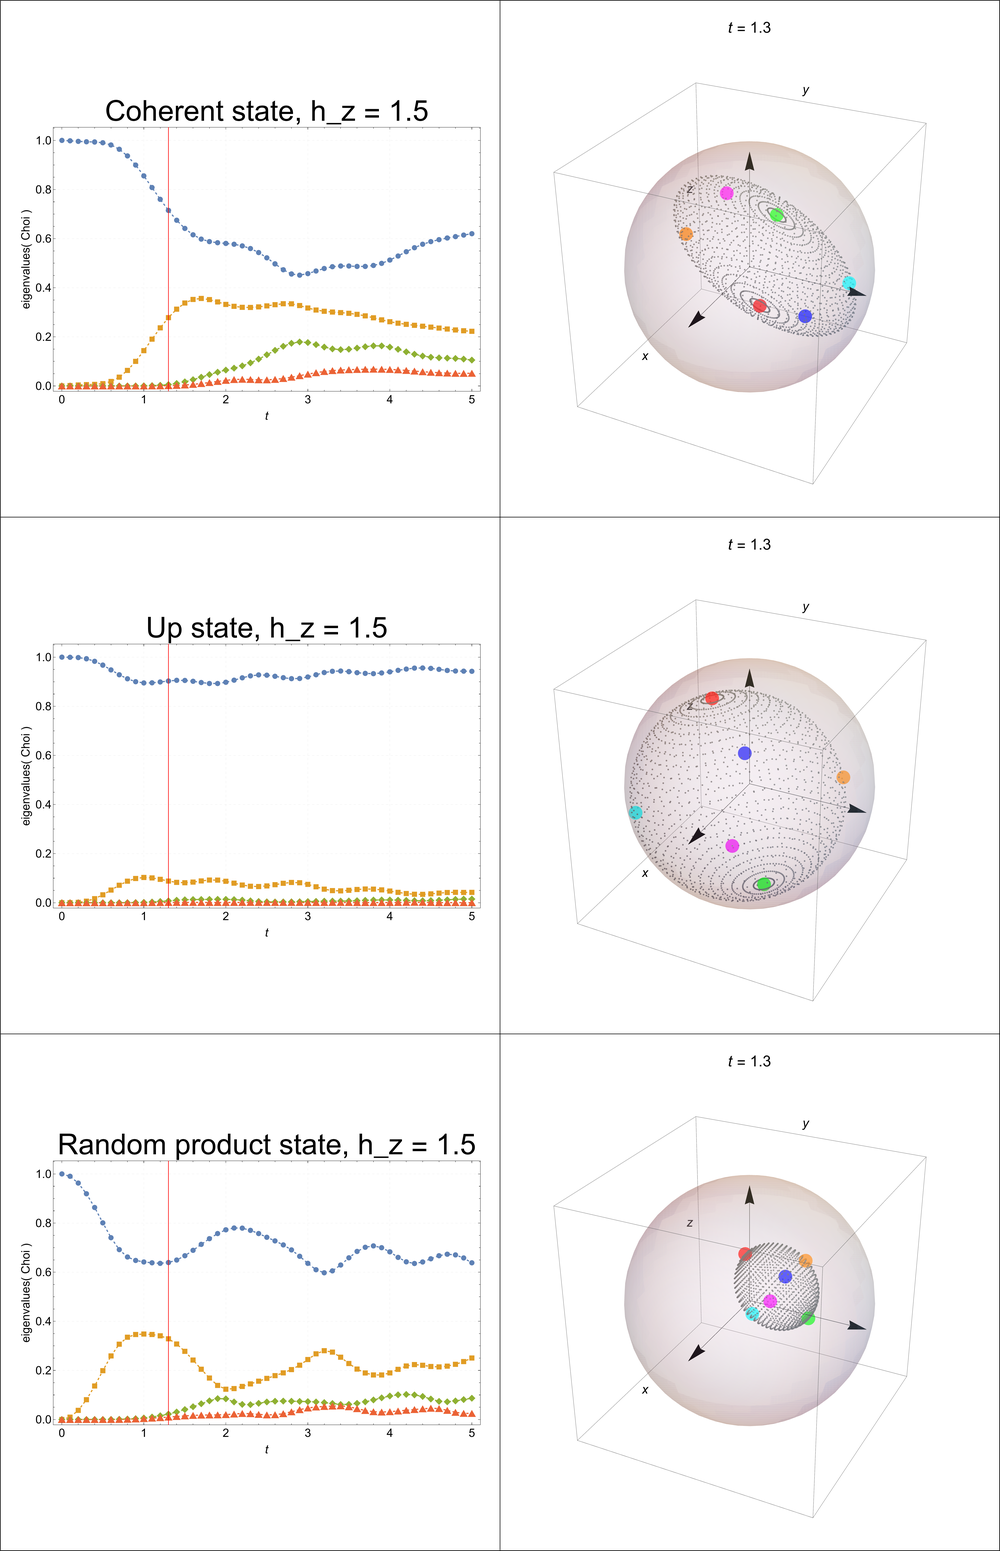 Coherent state, h_z = 1.5
eigenvalues( Choi )
1.0
0.8
0.6
0.4
0.2
0.0
0 1 2 3 4 5
t
t = 1.3
y
z
x
Up state, h_z = 1.5
eigenvalues( Choi )
1.0
0.8
0.6
0.4
0.2
0.0
0 1 2 3 4 5
t
t = 1.3
y
z
x
Random product state, h_z = 1.5
eigenvalues( Choi )
1.0
0.8
0.6
0.4
0.2
0.0
0 1 2 3 4 5
t
t = 1.3
y
z
x